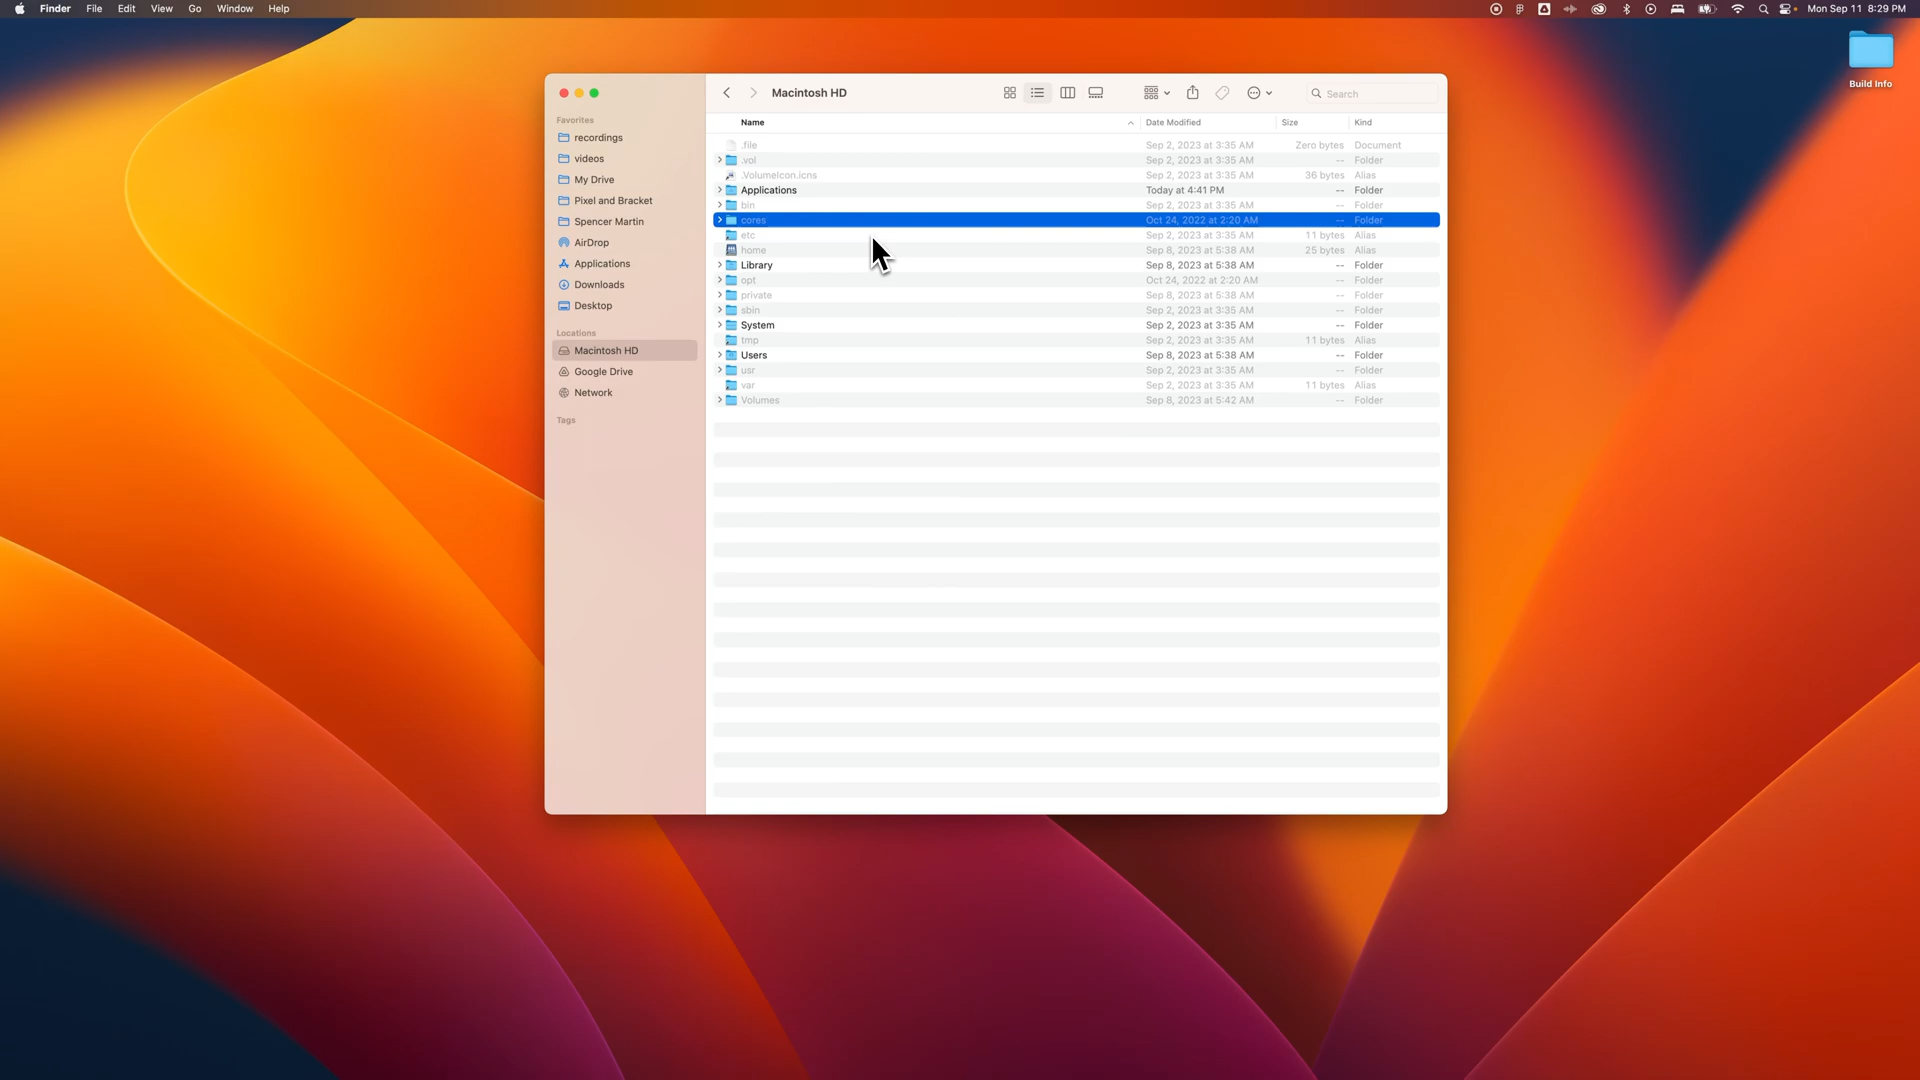 Finder File Edit View Go Window Help Mon Sep 11 8:29 PM
Build Info
Macintosh HD
Search
Favorites
recordings
videos
My Drive
Pixel and Bracket
Spencer Martin
AirDrop
Applications
Downloads
Desktop
Locations
Macintosh HD
Google Drive
Network
Tags
Name Date Modified Size Kind
.file Sep 2, 2023 at 3:35 AM Zero bytes Document
.vol Sep 2, 2023 at 3:35 AM -- Folder
.VolumeIcon.icns Sep 2, 2023 at 3:35 AM 36 bytes Alias
Applications Today at 4:41 PM -- Folder
bin Sep 2, 2023 at 3:35 AM -- Folder
cores Oct 24, 2022 at 2:20 AM -- Folder
etc Sep 2, 2023 at 3:35 AM 11 bytes Alias
home Sep 8, 2023 at 5:38 AM 25 bytes Alias
Library Sep 8, 2023 at 5:38 AM -- Folder
opt Oct 24, 2022 at 2:20 AM -- Folder
private Sep 8, 2023 at 5:38 AM -- Folder
sbin Sep 2, 2023 at 3:35 AM -- Folder
System Sep 2, 2023 at 3:35 AM -- Folder
tmp Sep 2, 2023 at 3:35 AM 11 bytes Alias
Users Sep 8, 2023 at 5:38 AM -- Folder
usr Sep 2, 2023 at 3:35 AM -- Folder
var Sep 2, 2023 at 3:35 AM 11 bytes Alias
Volumes Sep 8, 2023 at 5:42 AM -- Folder